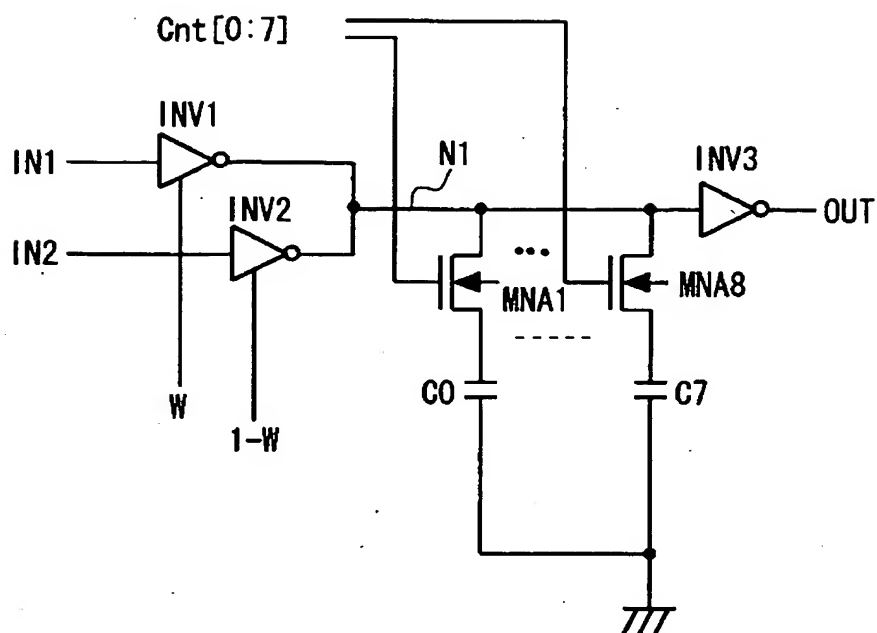 Cnt[0:7]
INV1
IN1
N1
INV3
INV2
OUT
IN2
...
MNA1
MNA8
C0
C7
W
1-W